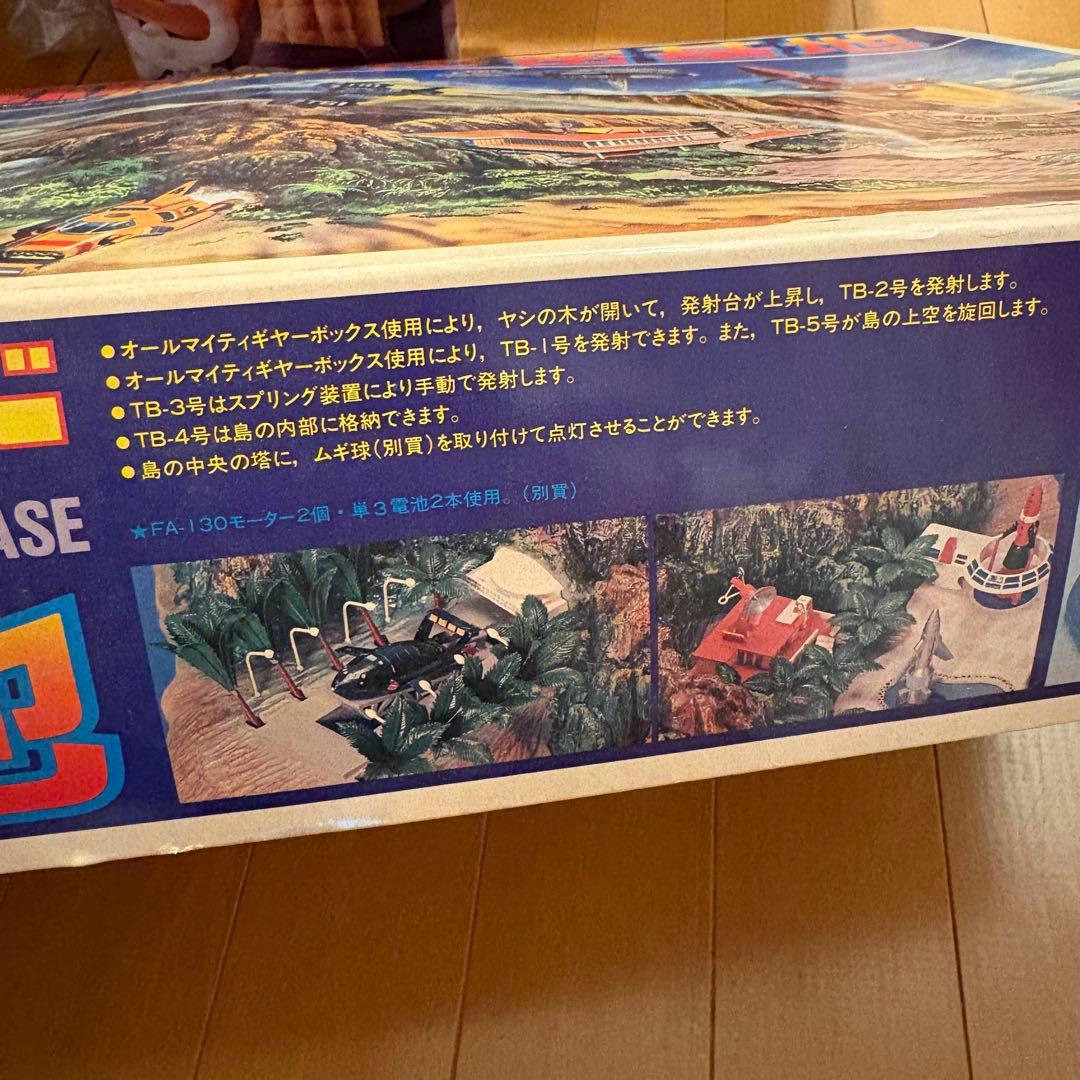 ●オールマイティギヤーボックス使用により，ヤシの木が開いて，発射台が上昇し，TB-2号を発射します。
●オールマイティギヤーボックス使用により，TB-1号を発射できます。また，TB-5号が島の上空を旋回します。
●TB-3号はスプリング装置により手動で発射します。
●TB-4号は島の内部に格納できます。
●島の中央の塔に，ムギ球(別買)を取り付けて点灯させることができます。
ASE
★FA-130モーター2個・単3電池2本使用。(別買)